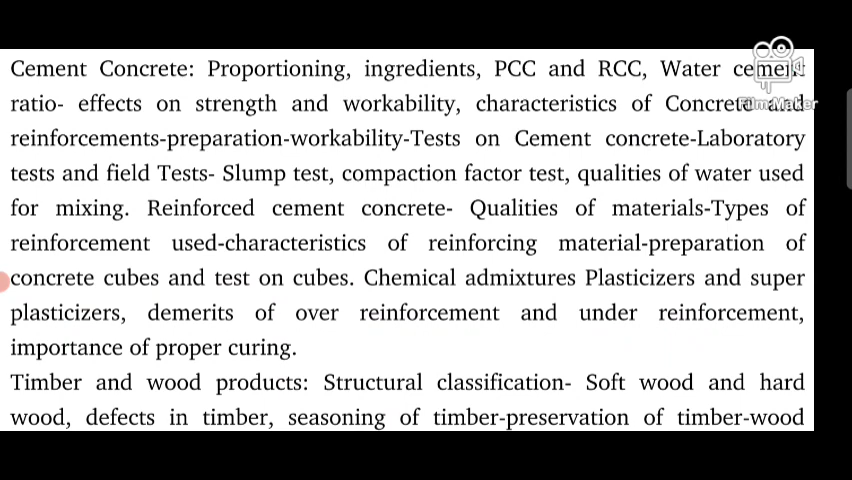 Cement Concrete: Proportioning, ingredients, PCC and RCC, Water cement
ratio- effects on strength and workability, characteristics of Concrete and
reinforcements-preparation-workability-Tests on Cement concrete-Laboratory
tests and field Tests- Slump test, compaction factor test, qualities of water used
for mixing. Reinforced cement concrete- Qualities of materials-Types of
reinforcement used-characteristics of reinforcing material-preparation of
concrete cubes and test on cubes. Chemical admixtures Plasticizers and super
plasticizers, demerits of over reinforcement and under reinforcement,
importance of proper curing.
Timber and wood products: Structural classification- Soft wood and hard
wood, defects in timber, seasoning of timber-preservation of timber-wood
FilmMaker